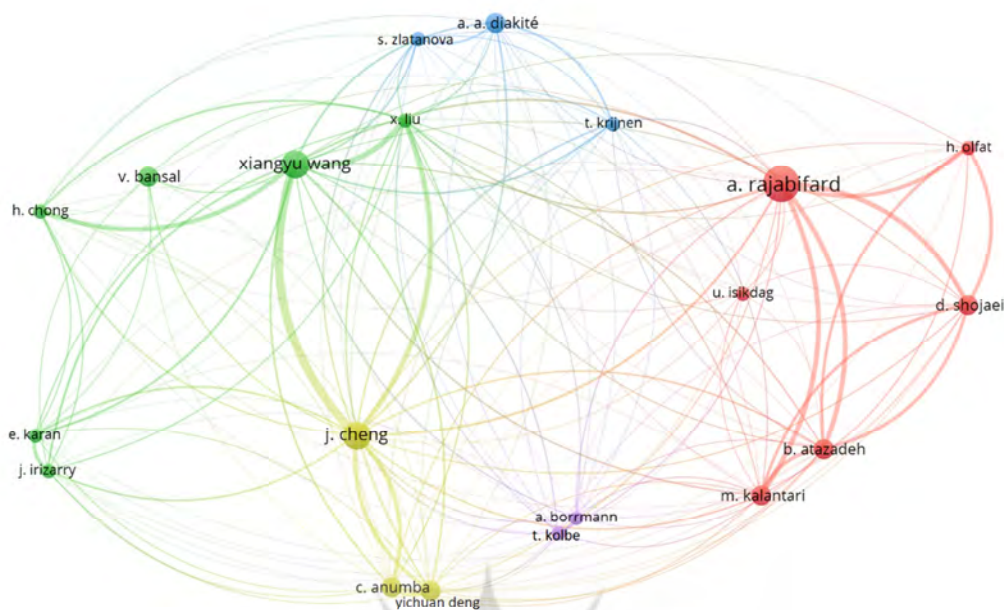 a. a. diakité
s. zlatanova
x. liu
t. krijnen
h. olfat
xiangyu wang
v. bansal
a. rajabifard
h. chong
u. isikdag
d. shojaei
e. karan
j. cheng
b. atazadeh
j. irizarry
m. kalantari
a. borrmann
t. kolbe
c. anumba
yichuan deng